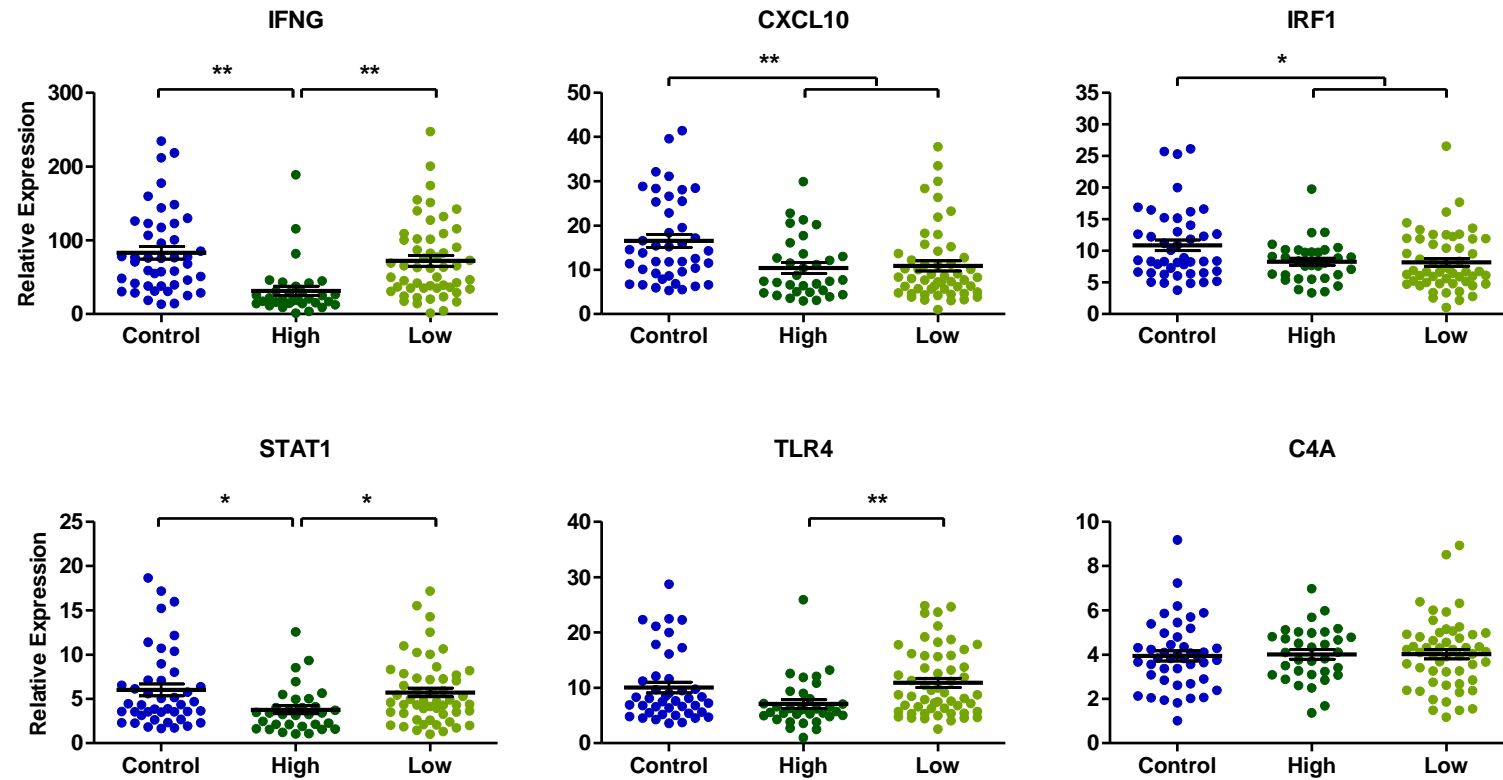 IFNG
CXCL10
IRF1
** **
**
*
Relative Expression
300
200
100
0
50
40
30
20
10
0
35
30
25
20
15
10
5
0
Control High Low
Control High Low
Control High Low
STAT1
TLR4
C4A
* *
**
Relative Expression
25
20
15
10
5
0
40
30
20
10
0
10
8
6
4
2
0
Control High Low
Control High Low
Control High Low